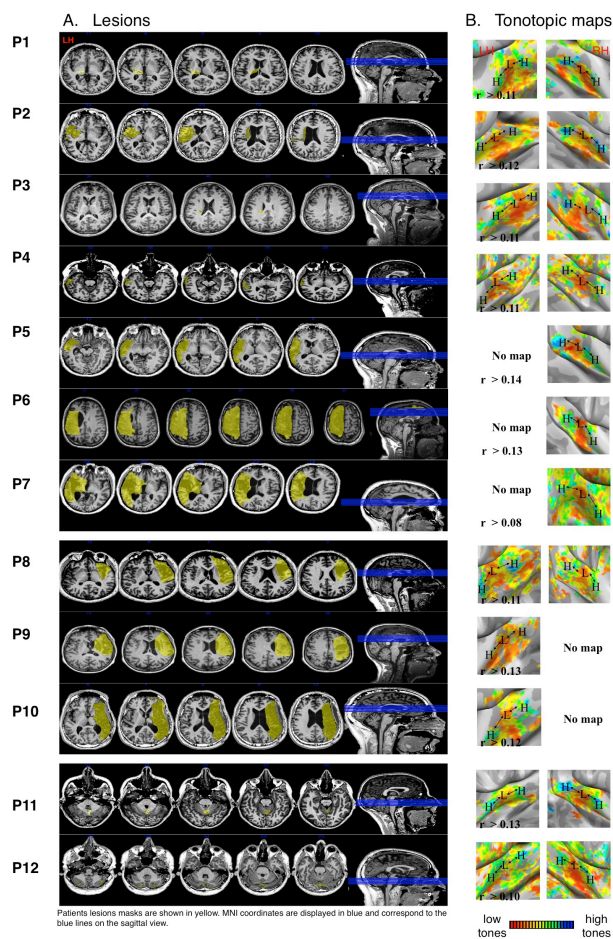 A. Lesions
B. Tonotopic maps
P1
LH
LH RH
H L H
H L H
r > 0.11
P2
H L H
H L H
r > 0.12
P3
H L H
H L H
r > 0.11
P4
H L H
H L H
r > 0.11
P5
No map
H L H
r > 0.14
P6
No map
H L H
r > 0.13
P7
No map
H L H
r > 0.08
P8
H L H
H L H
r > 0.11
P9
H L H
No map
r > 0.13
P10
H L H
No map
r > 0.12
P11
H L H
H L H
r > 0.13
P12
H L H
H L H
r > 0.10
Patients lesions masks are shown in yellow. MNI coordinates are displayed in blue and correspond to the
blue lines on the sagittal view.
low tones
high tones